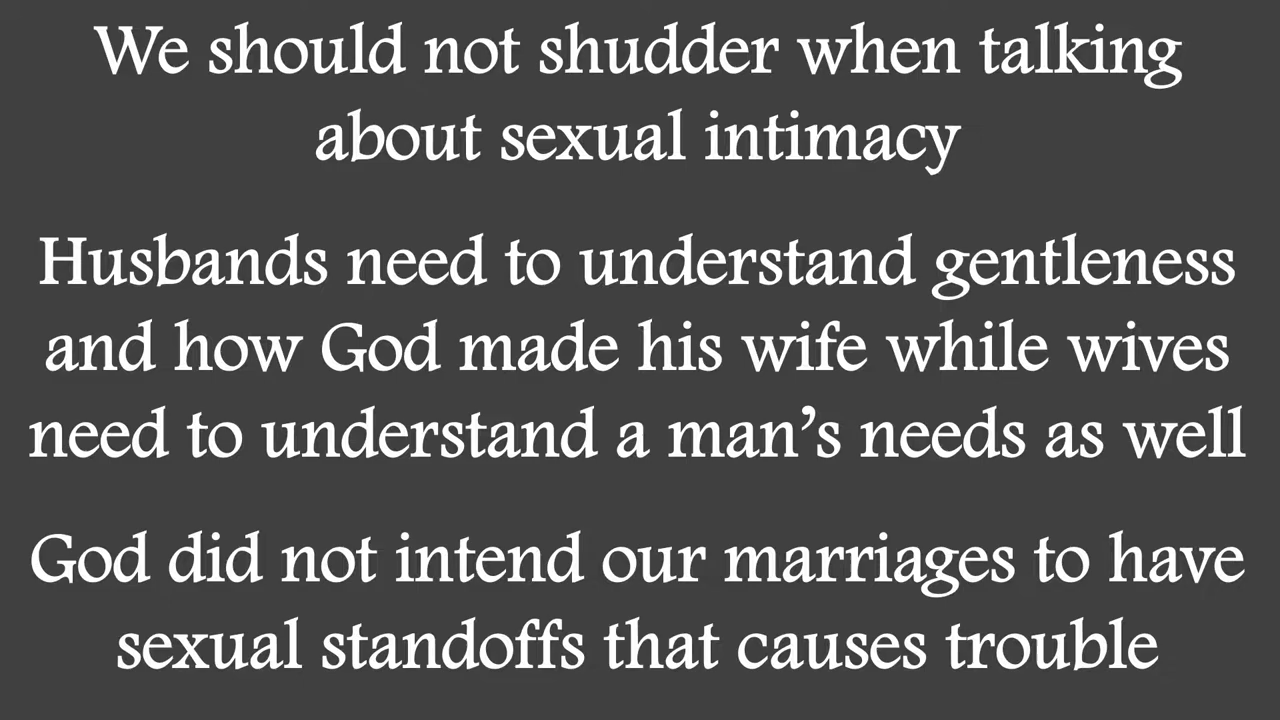 We should not shudder when talking
about sexual intimacy
Husbands need to understand gentleness
and how God made his wife while wives
need to understand a man’s needs as well
God did not intend our marriages to have
sexual standoffs that causes trouble